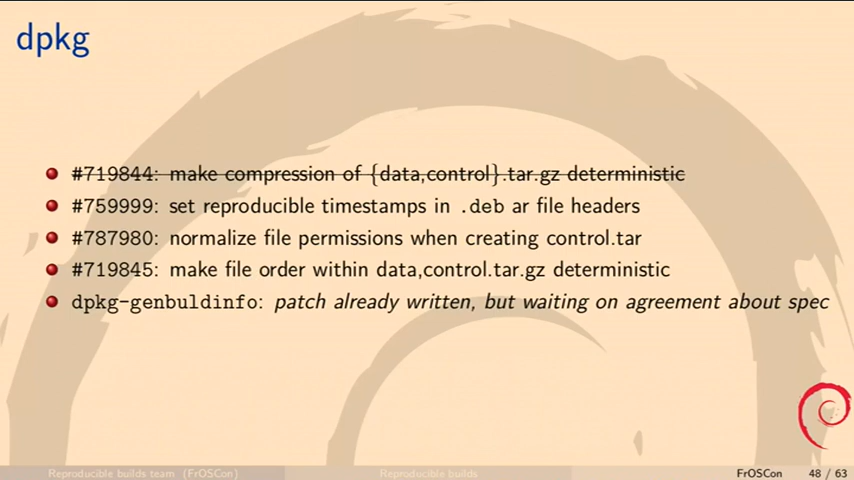 dpkg
#719844: make compression of {data,control}.tar.gz deterministic
#759999: set reproducible timestamps in .deb ar file headers
#787980: normalize file permissions when creating control.tar
#719845: make file order within data,control.tar.gz deterministic
dpkg-genbuldinfo: patch already written, but waiting on agreement about spec
Reproducible builds team (FrOSCon) Reproducible builds FrOSCon 48 / 63